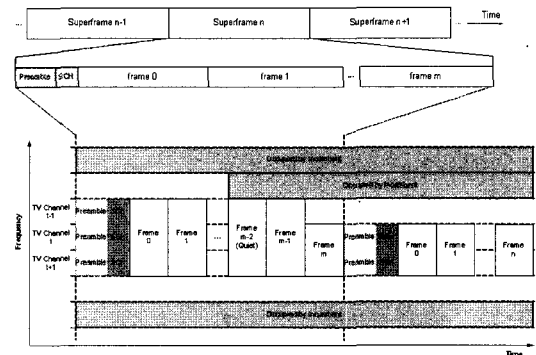 ... Superframe n-1 Superframe n Superframe n+1 Time
Preamble SCH frame 0 frame 1 ... frame m
Frequency
Occupied by Incumbent
Occupied by Incumbent
TV Channel
t-1
Preamble
TV Channel
t
Preamble
TV Channel
t+1
Preamble
Frame
0
Frame
1
...
Frame
m-2
(Quiet)
Frame
m-1
Frame
m
Preamble
Preamble
Frame
0
Frame
1
Frame
n
Occupied by Incumbent
Time